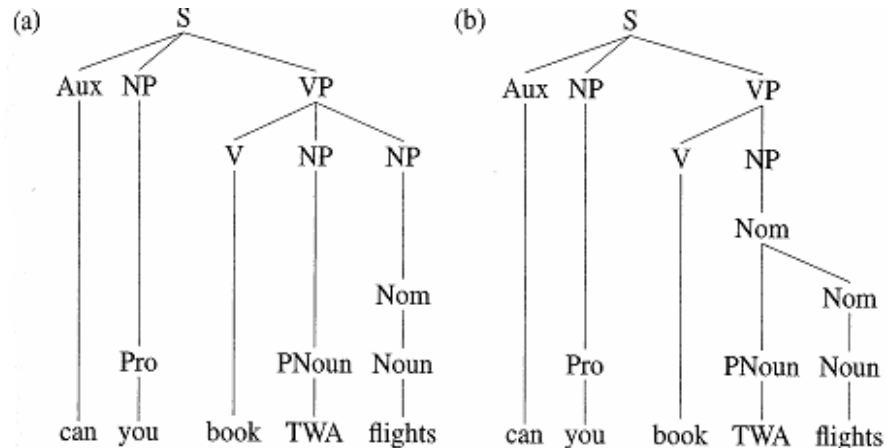 (a) S (b) S
Aux NP VP Aux NP VP
V NP NP V NP
Nom
Nom Nom
Pro PNoun Noun Pro PNoun Noun
can you book TWA flights can you book TWA flights